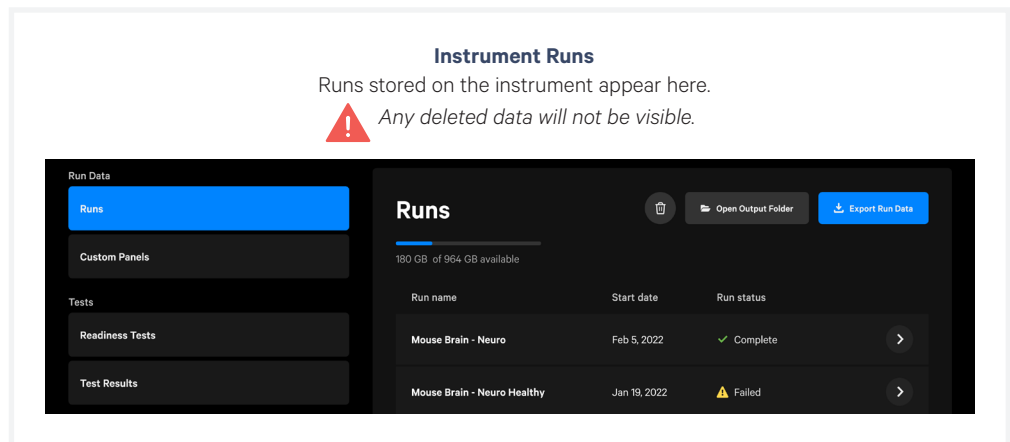 Instrument Runs
Runs stored on the instrument appear here.
Any deleted data will not be visible.
Run Data
Runs
Custom Panels
Tests
Readiness Tests
Test Results
Runs
Open Output Folder
Export Run Data
180 GB of 964 GB available
Run name Start date Run status
Mouse Brain - Neuro Feb 5, 2022 Complete
Mouse Brain - Neuro Healthy Jan 19, 2022 Failed